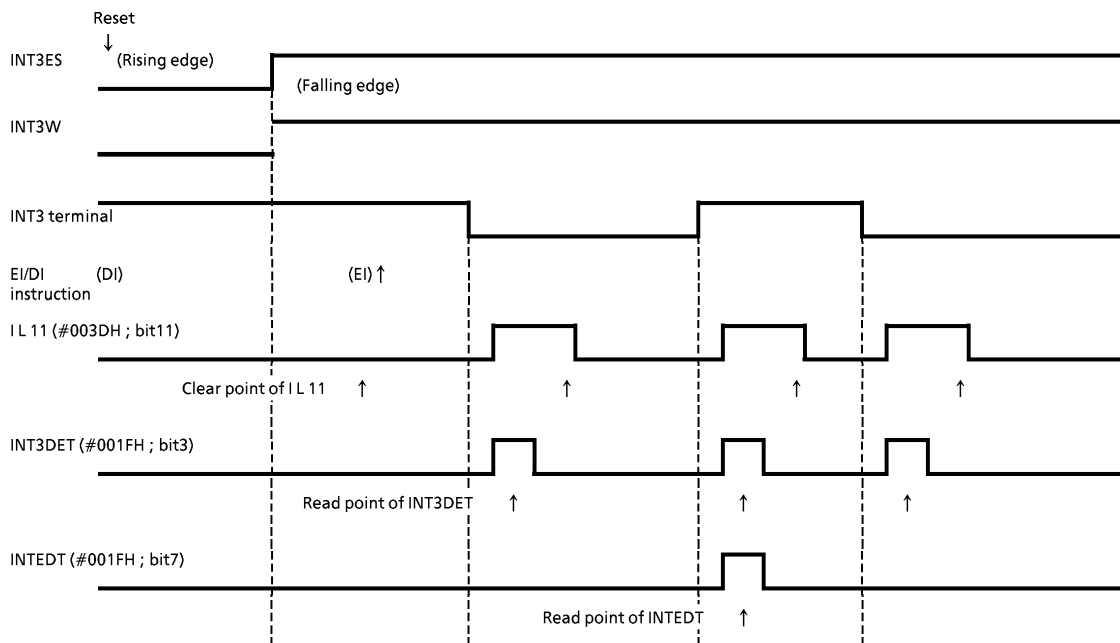 Reset
↓
INT3ES (Rising edge)
(Falling edge)
INT3W
INT3 terminal
EI/DI (DI) (EI) ↑
instruction
I L 11 (#003DH ; bit11)
Clear point of I L 11 ↑ ↑ ↑ ↑
INT3DET (#001FH ; bit3)
Read point of INT3DET ↑ ↑ ↑
INTEDT (#001FH ; bit7)
Read point of INTEDT ↑